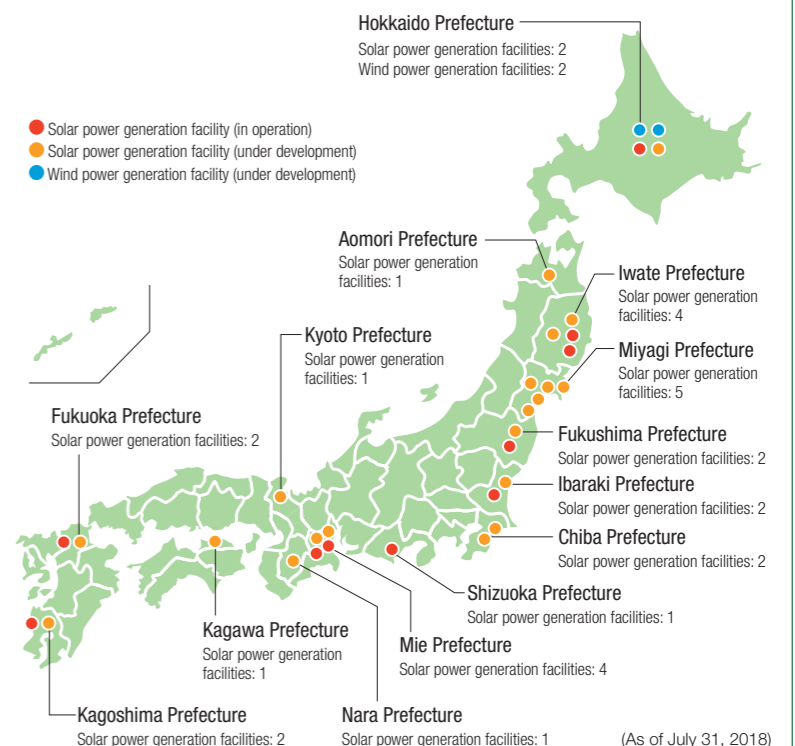 Hokkaido Prefecture
Solar power generation facilities: 2
Wind power generation facilities: 2
Solar power generation facility (in operation)
Solar power generation facility (under development)
Wind power generation facility (under development)
Aomori Prefecture
Solar power generation
facilities: 1
Iwate Prefecture
Solar power generation
facilities: 4
Kyoto Prefecture
Solar power generation
facilities: 1
Miyagi Prefecture
Solar power generation
facilities: 5
Fukuoka Prefecture
Solar power generation facilities: 2
Fukushima Prefecture
Solar power generation facilities: 2
Ibaraki Prefecture
Solar power generation facilities: 2
Chiba Prefecture
Solar power generation facilities: 2
Shizuoka Prefecture
Solar power generation facilities: 1
Kagawa Prefecture
Solar power generation
facilities: 1
Mie Prefecture
Solar power generation facilities: 4
Kagoshima Prefecture
Solar power generation facilities: 2
Nara Prefecture
Solar power generation facilities: 1
(As of July 31, 2018)